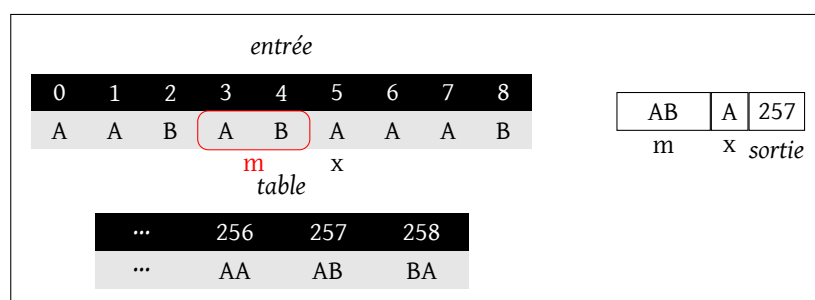 entrée
0 1 2 3 4 5 6 7 8
A A B A B A A A B
m x
AB A 257
m x sortie
table
... 256 257 258
... AA AB BA